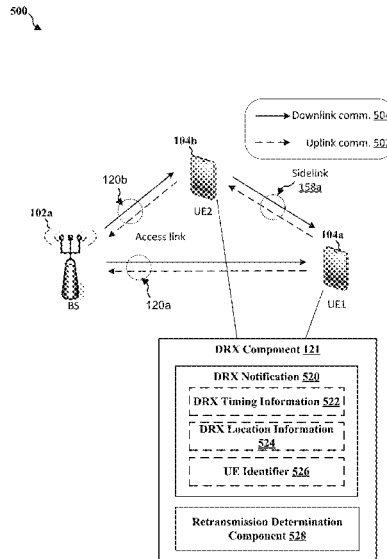 500
Downlink comm. 504
Uplink comm. 502
104b
UE2
Sidelink
158a
120b
102a
Access link
104a
BS
UE1
120a
DRX Component 121
DRX Notification 520
DRX Timing Information 522
DRX Location Information
524
UE Identifier 526
Retransmission Determination
Component 528